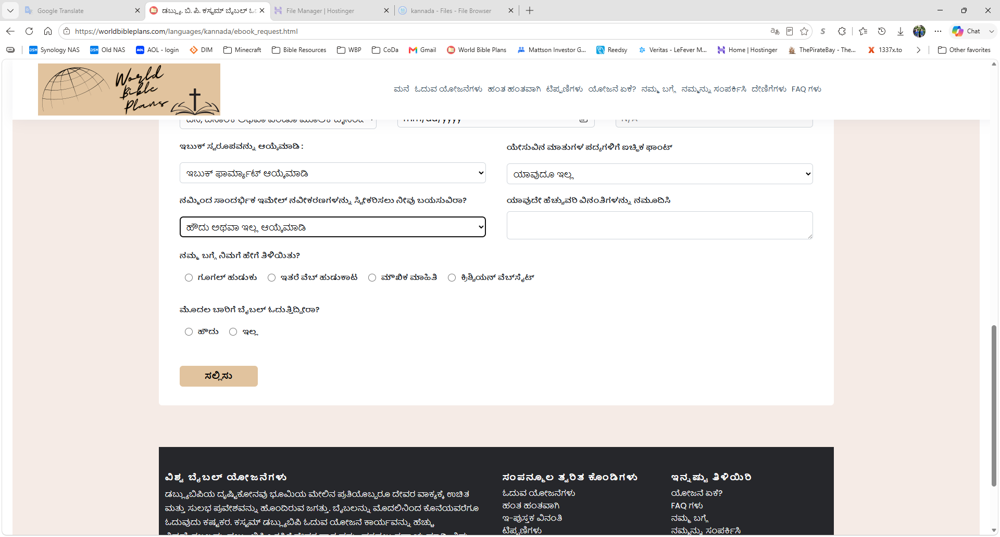 Google Translate
ಡಬ್ಲ್ಯು. ಬಿ. ಪಿ. ಕಸ್ಟಮ್ ಬೈಬಲ್ ಓ
File Manager | Hostinger
kannada - Files - File Browser
https://worldbibleplans.com/languages/kannada/ebook_request.html
Chat
Synology NAS
Old NAS
AOL - login
DIM
Minecraft
Bible Resources
WBP
CoDa
Gmail
World Bible Plans
Mattson Investor G...
Reedsy
Veritas - LeFever M...
Home | Hostinger
ThePirateBay - The...
1337x.to
Other favorites
World
Bible
Plans
ಮನೆ ಓದುವ ಯೋಜನೆಗಳು ಹಂತ ಹಂತವಾಗಿ ಟಿಪ್ಪಣಿಗಳು ಯೋಜನೆ ಏಕೆ? ನಮ್ಮ ಬಗ್ಗೆ ನಮ್ಮನ್ನು ಸಂಪರ್ಕಿಸಿ ದೇಣಿಗೆಗಳು FAQ ಗಳು
mm/dd/yyyy
N/A
ಇಬುಕ್ ಸ್ವರೂಪವನ್ನು ಆಯ್ಕೆಮಾಡಿ:
ಯೇಸುವಿನ ಮಾತುಗಳ ಪದ್ಯಗಳಿಗೆ ಐಚ್ಛಿಕ ಫಾಂಟ್
ಇಬುಕ್ ಫಾರ್ಮ್ಯಾಟ್ ಆಯ್ಕೆಮಾಡಿ
ಯಾವುದೂ ಇಲ್ಲ
ನಮ್ಮಿಂದ ಸಾಂದರ್ಭಿಕ ಇಮೇಲ್ ನವೀಕರಣಗಳನ್ನು ಸ್ವೀಕರಿಸಲು ನೀವು ಬಯಸುವಿರಾ?
ಯಾವುದೇ ಹೆಚ್ಚುವರಿ ವಿನಂತಿಗಳನ್ನು ನಮೂದಿಸಿ
ಹೌದು ಅಥವಾ ಇಲ್ಲ ಆಯ್ಕೆಮಾಡಿ
ನಮ್ಮ ಬಗ್ಗೆ ನಿಮಗೆ ಹೇಗೆ ತಿಳಿಯಿತು?
ಗೂಗಲ್ ಹುಡುಕು
ಇತರೆ ವೆಬ್ ಹುಡುಕಾಟ
ಮೌಖಿಕ ಮಾಹಿತಿ
ಕ್ರಿಶ್ಚಿಯನ್ ವೆಬ್‌ಸೈಟ್
ಮೊದಲ ಬಾರಿಗೆ ಬೈಬಲ್ ಓದುತ್ತಿದ್ದೀರಾ?
ಹೌದು
ಇಲ್ಲ
ಸಲ್ಲಿಸು
ವಿಶ್ವ ಬೈಬಲ್ ಯೋಜನೆಗಳು
ಡಬ್ಲ್ಯುಬಿಪಿಯ ದೃಷ್ಟಿಕೋನವು ಭೂಮಿಯ ಮೇಲಿನ ಪ್ರತಿಯೊಬ್ಬರೂ ದೇವರ ವಾಕ್ಯಕ್ಕೆ ಉಚಿತ
ಮತ್ತು ಸುಲಭ ಪ್ರವೇಶವನ್ನು ಹೊಂದಿರುವ ಜಗತ್ತು. ಬೈಬಲನ್ನು ಮೊದಲಿನಿಂದ ಕೊನೆಯವರೆಗೂ
ಓದುವುದು ಕಷ್ಟಕರ. ಕಸ್ಟಮ್ ಡಬ್ಲ್ಯುಬಿಪಿ ಓದುವ ಯೋಜನೆ ಕಾರ್ಯವನ್ನು ಹೆಚ್ಚು
ಸಂಪನ್ಮೂಲ ತ್ವರಿತ ಕೊಂಡಿಗಳು
ಓದುವ ಯೋಜನೆಗಳು
ಹಂತ ಹಂತವಾಗಿ
ಇ-ಪುಸ್ತಕ ವಿನಂತಿ
ಟಿಪ್ಪಣಿಗಳು
ಇನ್ನಷ್ಟು ತಿಳಿಯಿರಿ
ಯೋಜನೆ ಏಕೆ?
FAQ ಗಳು
ನಮ್ಮ ಬಗ್ಗೆ
ನಮ್ಮನ್ನು ಸಂಪರ್ಕಿಸಿ